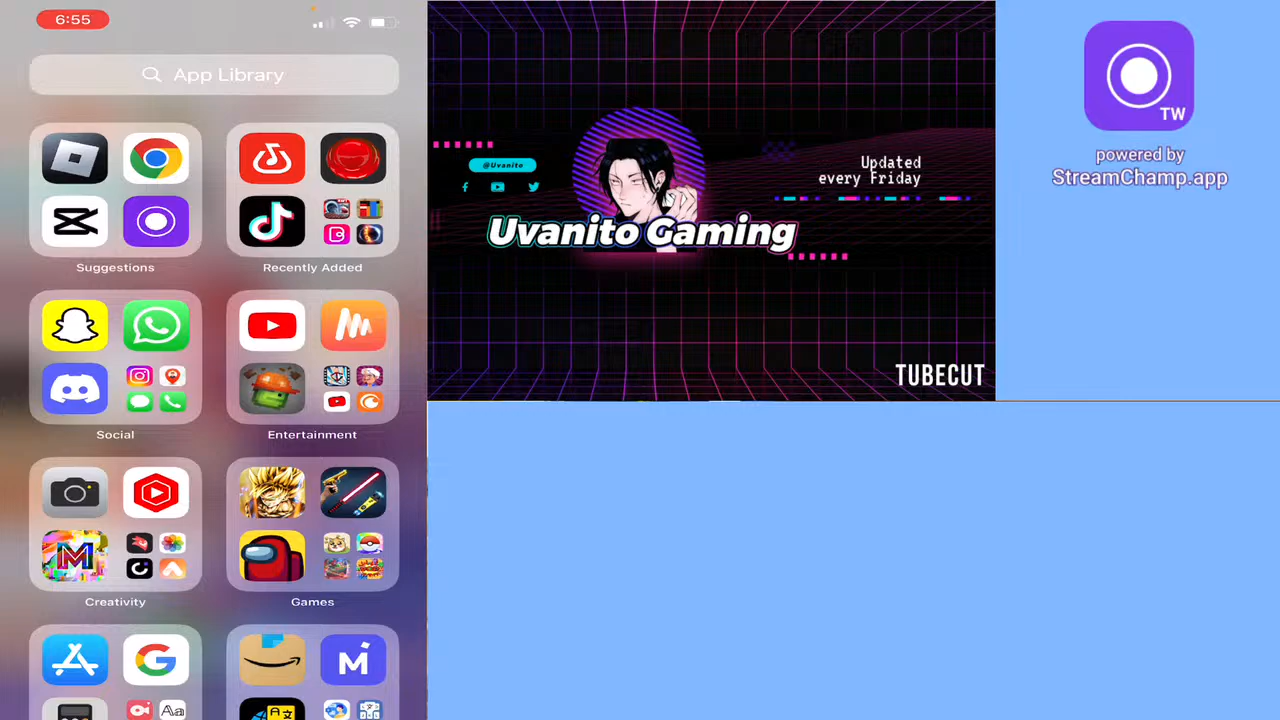 6:55
App Library
Suggestions
Recently Added
Social
Entertainment
Creativity
Games
@Uvanito
Updated
every Friday
Uvanito Gaming
TUBECUT
TW
powered by
StreamChamp.app